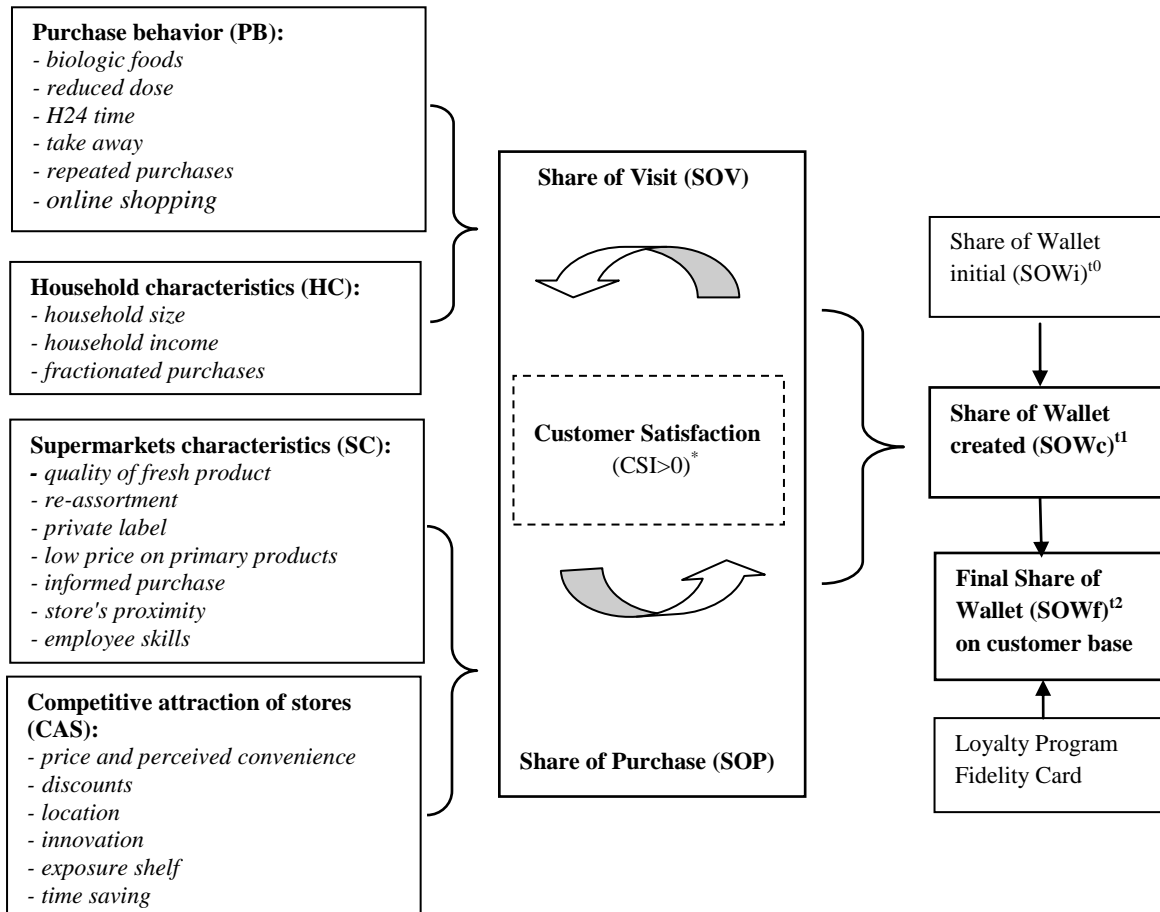 Purchase behavior (PB):
- biologic foods
- reduced dose
- H24 time
- take away
- repeated purchases
- online shopping
Household characteristics (HC):
- household size
- household income
- fractionated purchases
Supermarkets characteristics (SC):
- quality of fresh product
- re-assortment
- private label
- low price on primary products
- informed purchase
- store's proximity
- employee skills
Competitive attraction of stores
(CAS):
- price and perceived convenience
- discounts
- location
- innovation
- exposure shelf
- time saving
Share of Visit (SOV)
Customer Satisfaction
(CSI>0)*
Share of Purchase (SOP)
Share of Wallet
initial (SOWi)t0
Share of Wallet
created (SOWc)t1
Final Share of
Wallet (SOWf)t2
on customer base
Loyalty Program
Fidelity Card